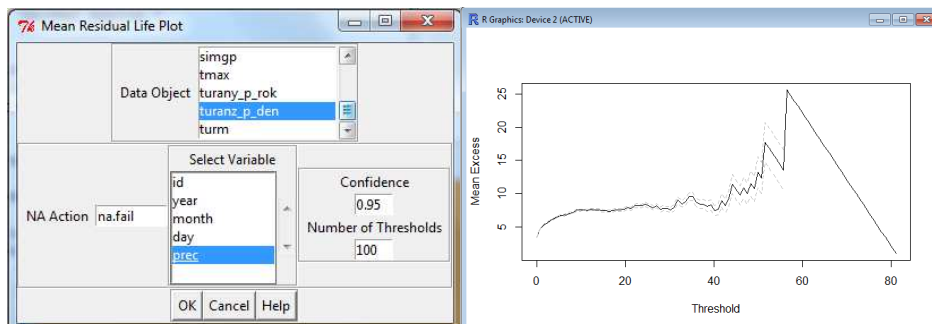 Mean Residual Life Plot
Data Object
simgp
tmax
turany_p_rok
turanz_p_den
turm
NA Action na.fail
Select Variable
id
year
month
day
prec
Confidence
0.95
Number of Thresholds
100
OK Cancel Help
R Graphics: Device 2 (ACTIVE)
Mean Excess
25
20
15
10
5
0 20 40 60 80
Threshold